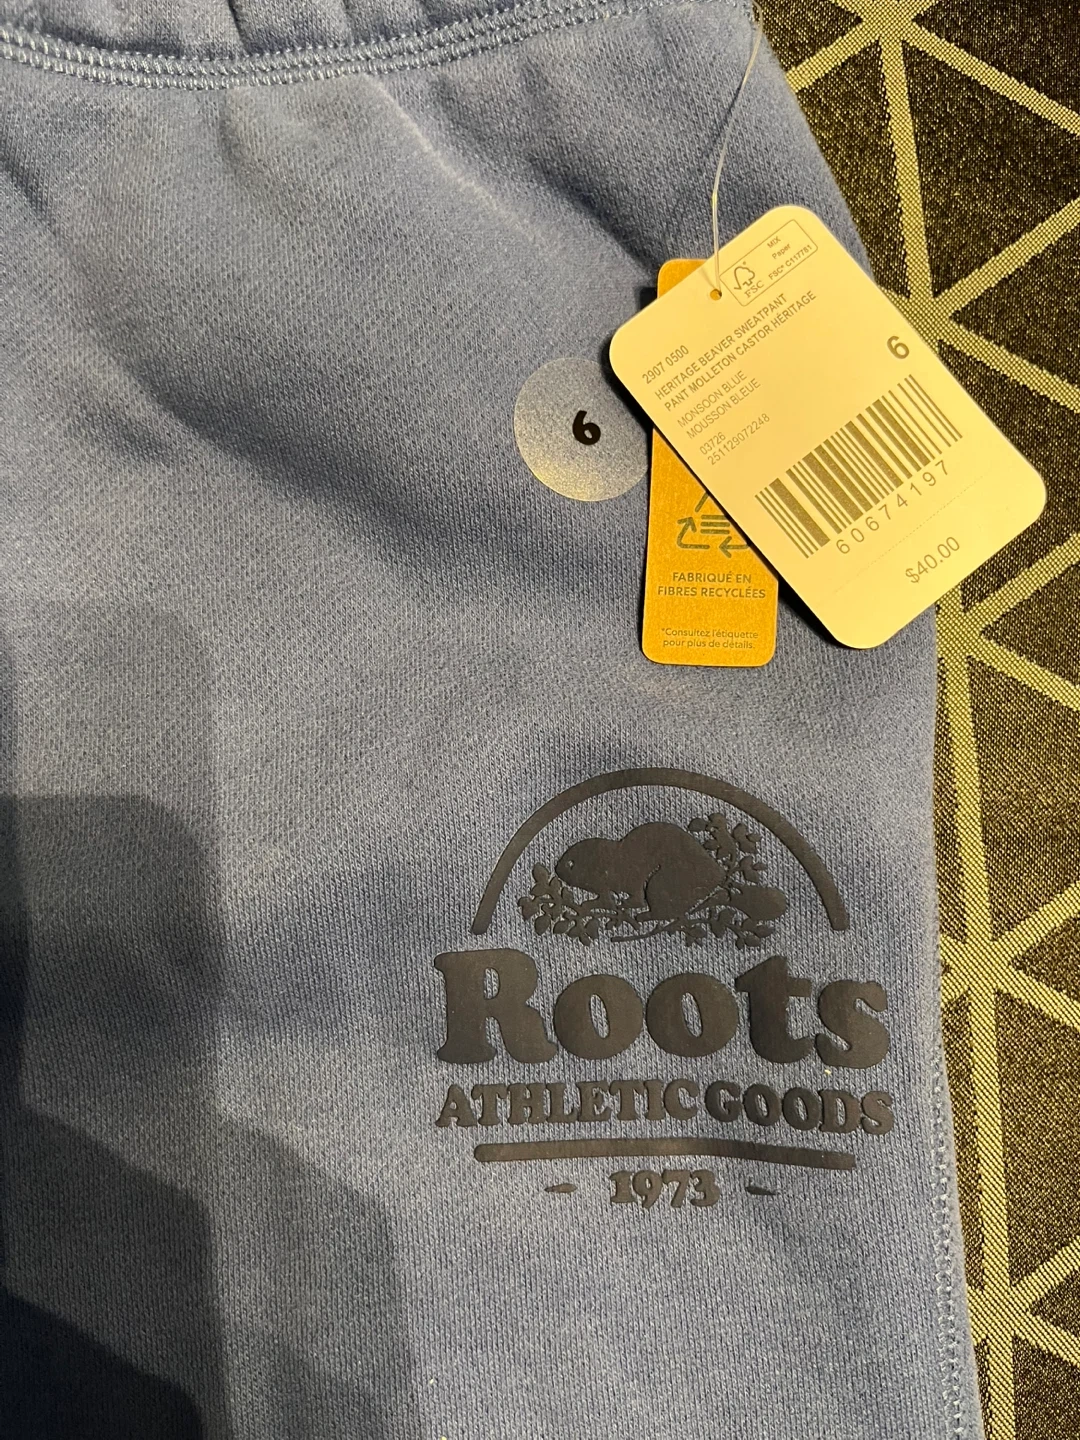 MIX
Paper
FSC® C117781
FSC
2907 0500
HERITAGE BEAVER SWEATPANT
PANT MOLLETON CASTOR HÉRITAGE
MONSOON BLUE
MOUSSON BLEUE
03726
251129072248
6
60674197
$40.00
6
FABRIQUÉ EN
FIBRES RECYCLÉES
*Consultez l'étiquette
pour plus de détails.
Roots
ATHLETIC GOODS
- 1973 -